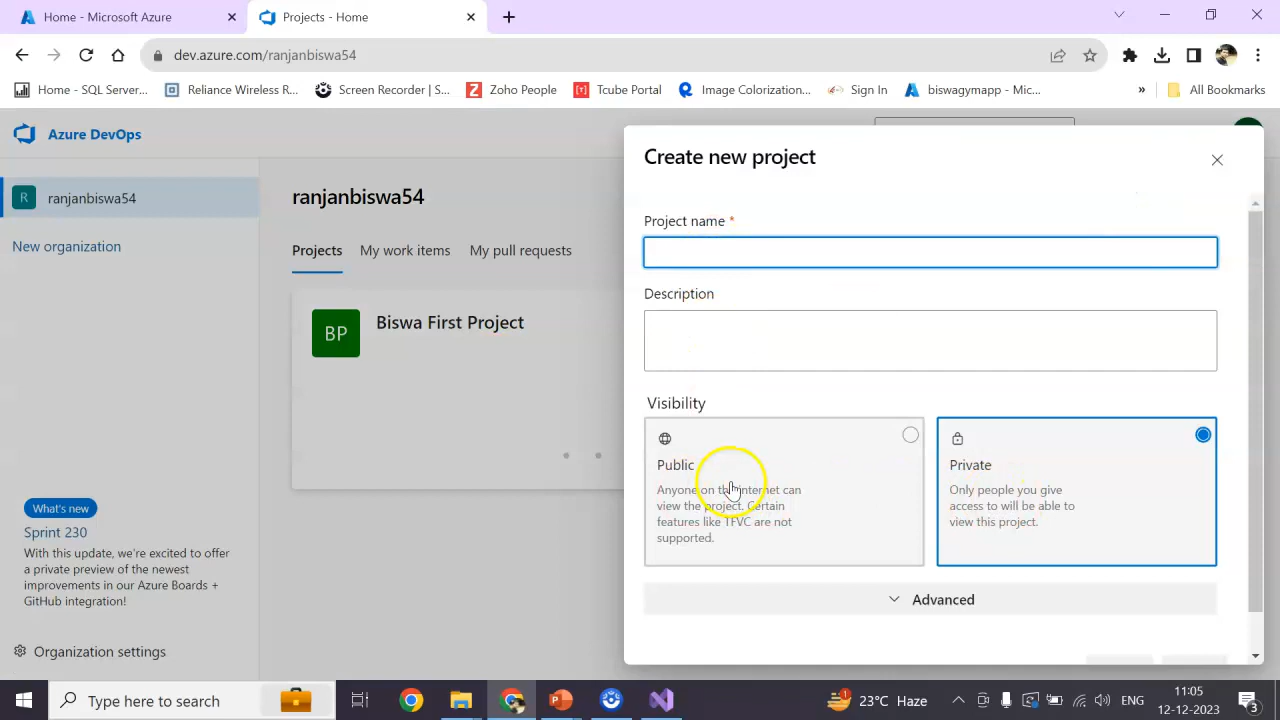 Home - Microsoft Azure
Projects - Home
dev.azure.com/ranjanbiswa54
Home - SQL Server...
Reliance Wireless R...
Screen Recorder | S...
Zoho People
Tcube Portal
Image Colorization...
Sign In
biswagymapp - Mic...
»
All Bookmarks
Azure DevOps
R
ranjanbiswa54
New organization
What's new
Sprint 230
With this update, we're excited to offer
a private preview of the newest
improvements in our Azure Boards +
GitHub integration!
Organization settings
ranjanbiswa54
Projects
My work items
My pull requests
BP
Biswa First Project
Create new project
Project name *
Description
Visibility
Public
Anyone on the internet can
view the project. Certain
features like TFVC are not
supported.
Private
Only people you give
access to will be able to
view this project.
Advanced
Type here to search
1
23°C Haze
ENG
11:05
12-12-2023
3